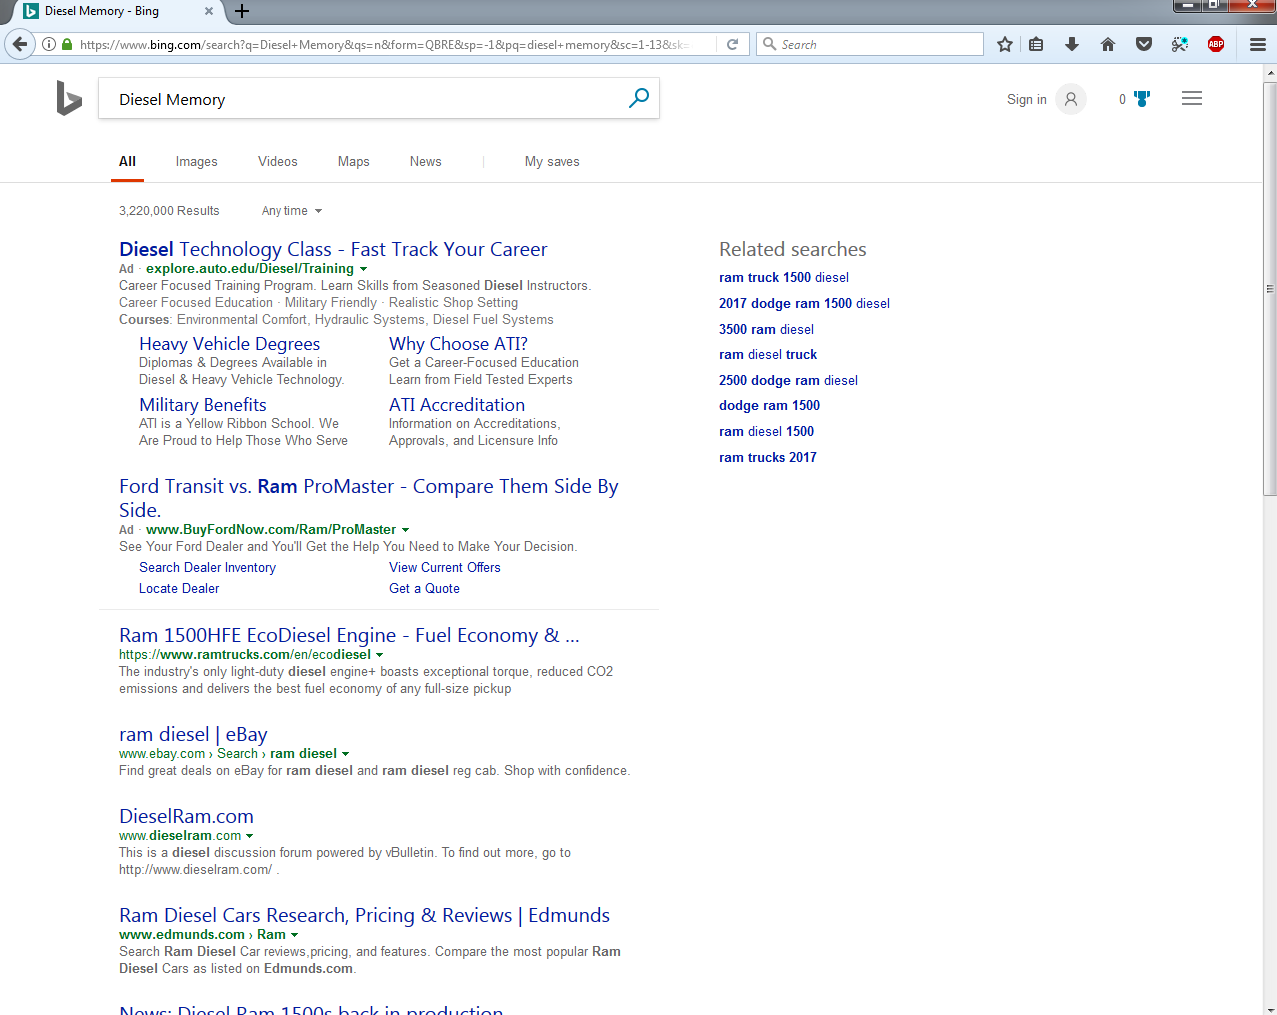 Diesel Memory - Bing
https://www.bing.com/search?q=Diesel+Memory&qs=n&form=QBRE&sp=-1&pq=diesel+memory&sc=1-13&sk=
Search
ABP
Diesel Memory
Sign in
0
All
Images
Videos
Maps
News
My saves
3,220,000 Results
Any time
Diesel Technology Class - Fast Track Your Career
Ad · explore.auto.edu/Diesel/Training
Career Focused Training Program. Learn Skills from Seasoned Diesel Instructors.
Career Focused Education · Military Friendly · Realistic Shop Setting
Courses: Environmental Comfort, Hydraulic Systems, Diesel Fuel Systems
Heavy Vehicle Degrees
Diplomas & Degrees Available in
Diesel & Heavy Vehicle Technology.
Why Choose ATI?
Get a Career-Focused Education
Learn from Field Tested Experts
Military Benefits
ATI is a Yellow Ribbon School. We
Are Proud to Help Those Who Serve
ATI Accreditation
Information on Accreditations,
Approvals, and Licensure Info
Ford Transit vs. Ram ProMaster - Compare Them Side By
Side.
Ad · www.BuyFordNow.com/Ram/ProMaster
See Your Ford Dealer and You'll Get the Help You Need to Make Your Decision.
Search Dealer Inventory
View Current Offers
Locate Dealer
Get a Quote
Ram 1500HFE EcoDiesel Engine - Fuel Economy & ...
https://www.ramtrucks.com/en/ecodiesel
The industry's only light-duty diesel engine+ boasts exceptional torque, reduced CO2
emissions and delivers the best fuel economy of any full-size pickup
ram diesel | eBay
www.ebay.com › Search › ram diesel
Find great deals on eBay for ram diesel and ram diesel reg cab. Shop with confidence.
DieselRam.com
www.dieselram.com
This is a diesel discussion forum powered by vBulletin. To find out more, go to
http://www.dieselram.com/ .
Ram Diesel Cars Research, Pricing & Reviews | Edmunds
www.edmunds.com › Ram
Search Ram Diesel Car reviews,pricing, and features. Compare the most popular Ram
Diesel Cars as listed on Edmunds.com.
News: Diesel Ram 1500s back in production
Related searches
ram truck 1500 diesel
2017 dodge ram 1500 diesel
3500 ram diesel
ram diesel truck
2500 dodge ram diesel
dodge ram 1500
ram diesel 1500
ram trucks 2017